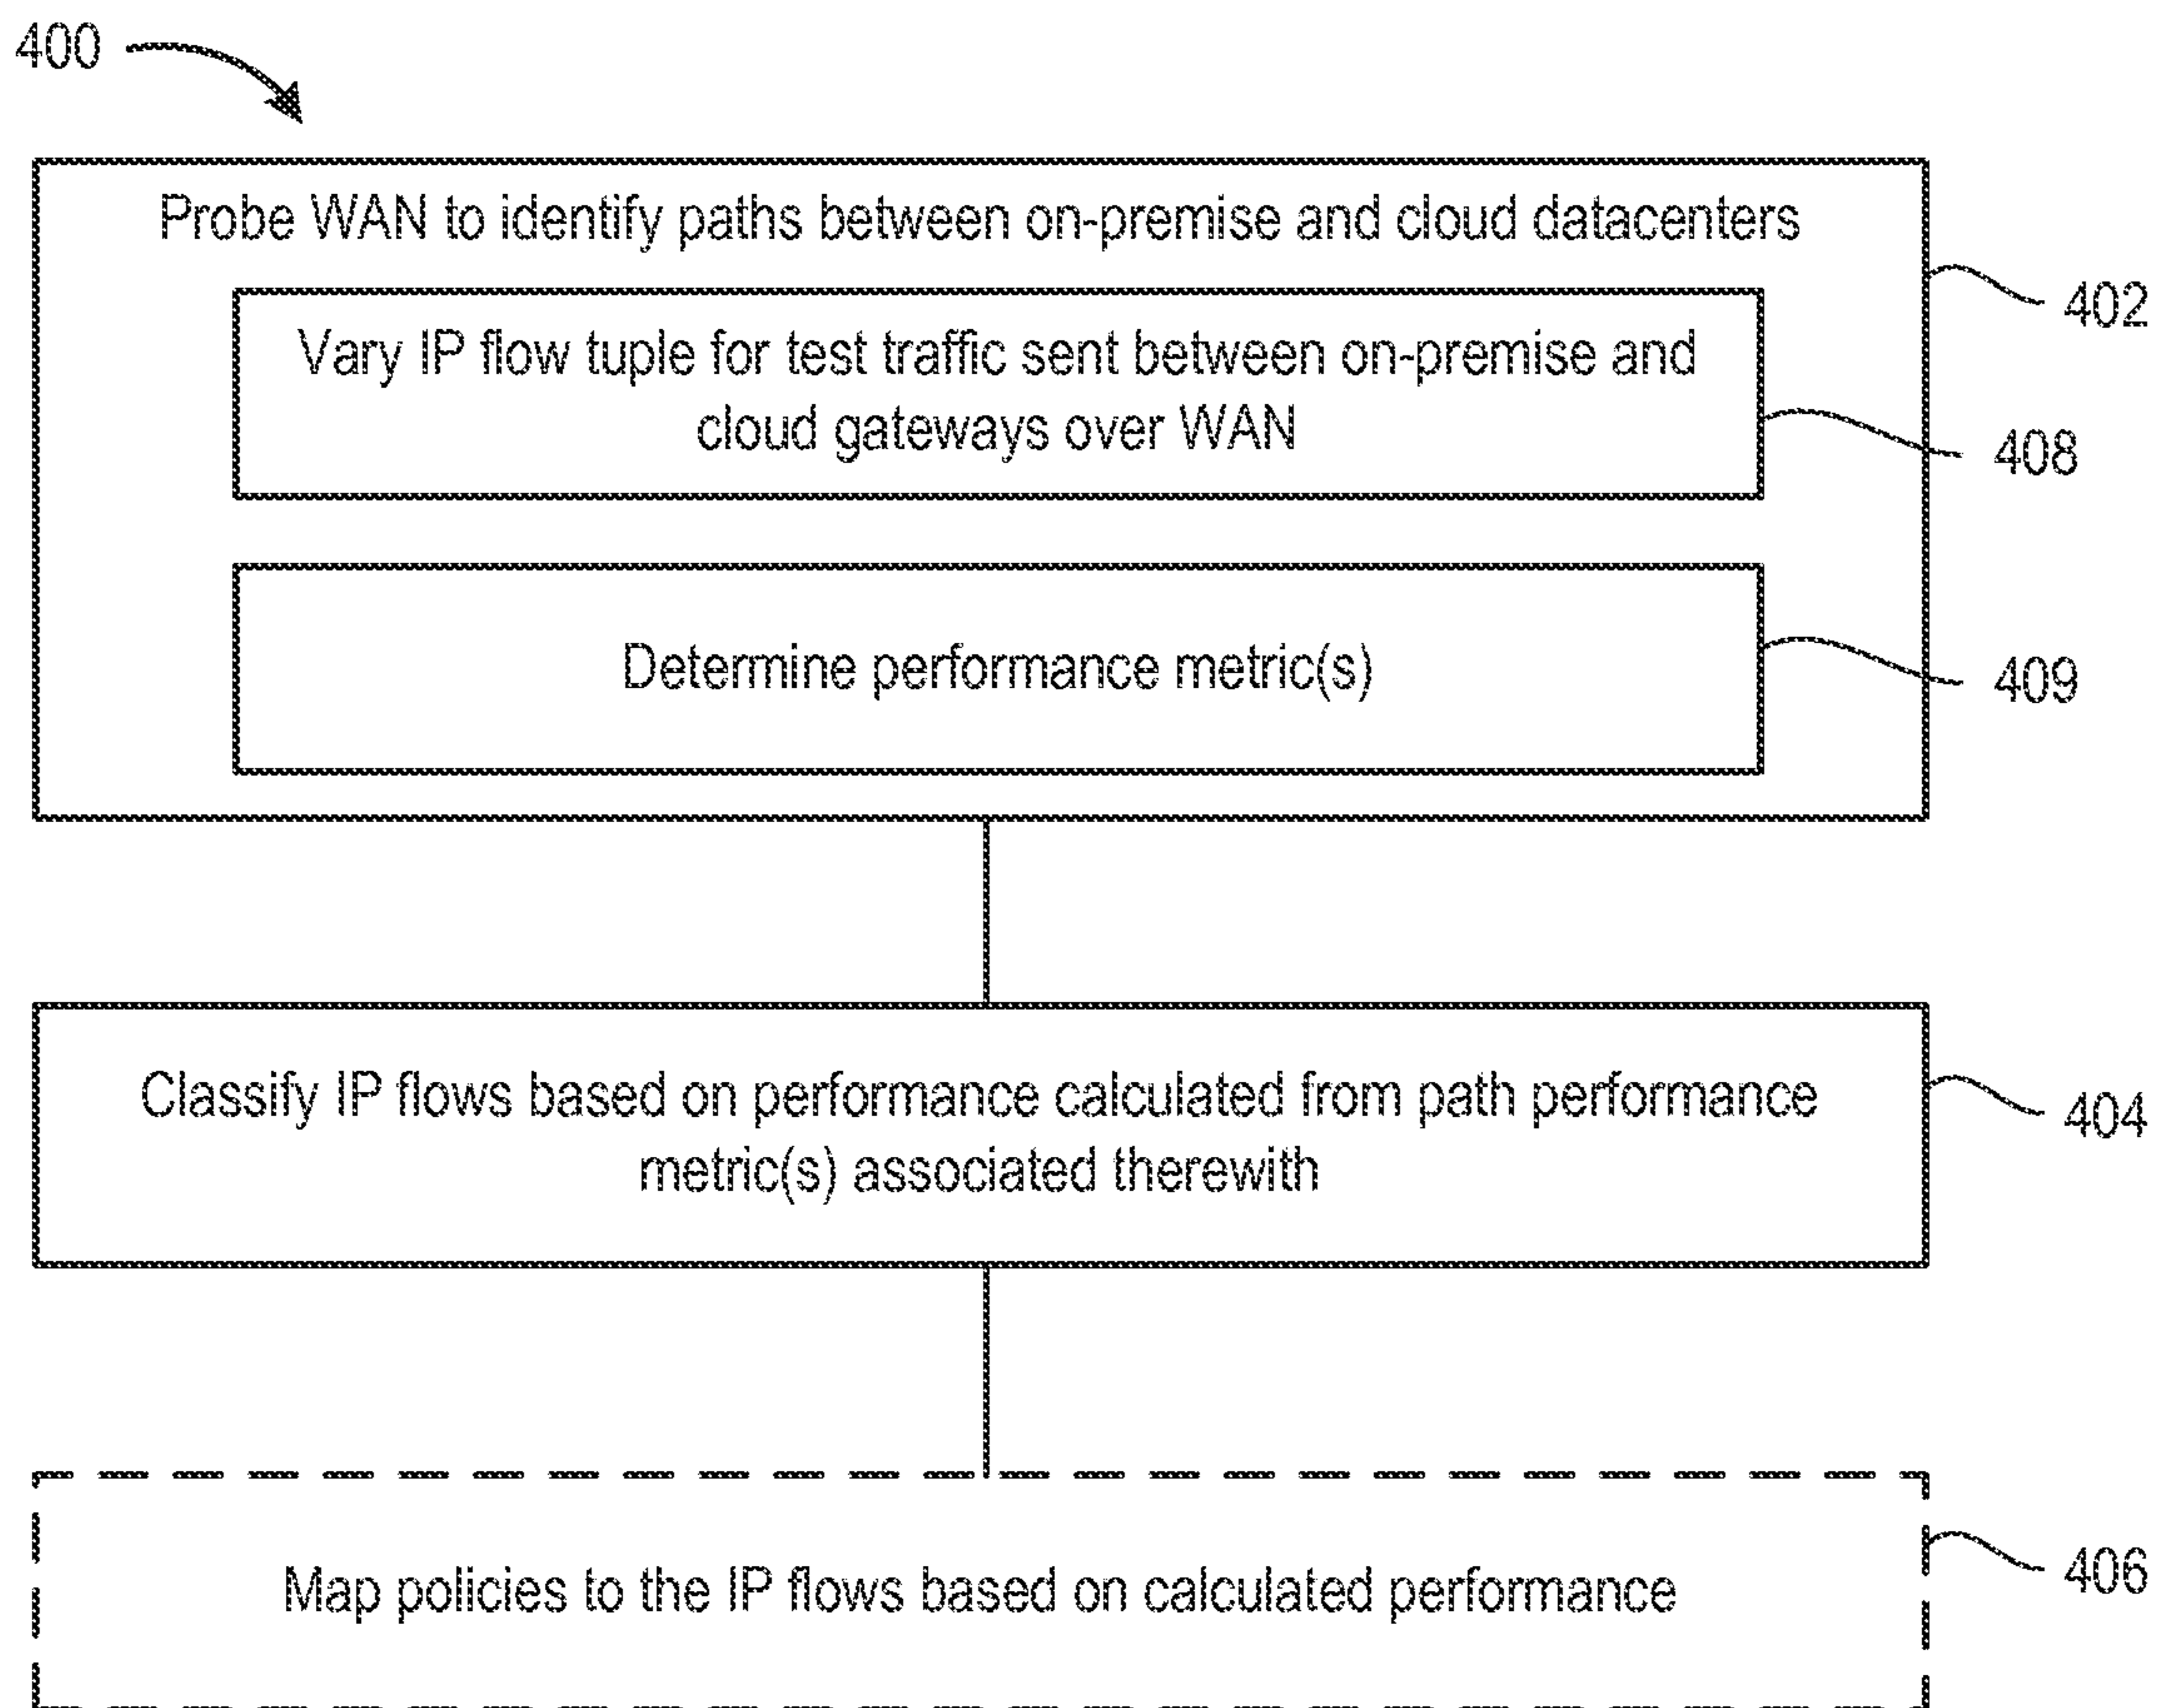 400
Probe WAN to identify paths between on-premise and cloud datacenters
402
Vary IP flow tuple for test traffic sent between on-premise and
cloud gateways over WAN
408
Determine performance metric(s)
409
Classify IP flows based on performance calculated from path performance
metric(s) associated therewith
404
Map policies to the IP flows based on calculated performance
406